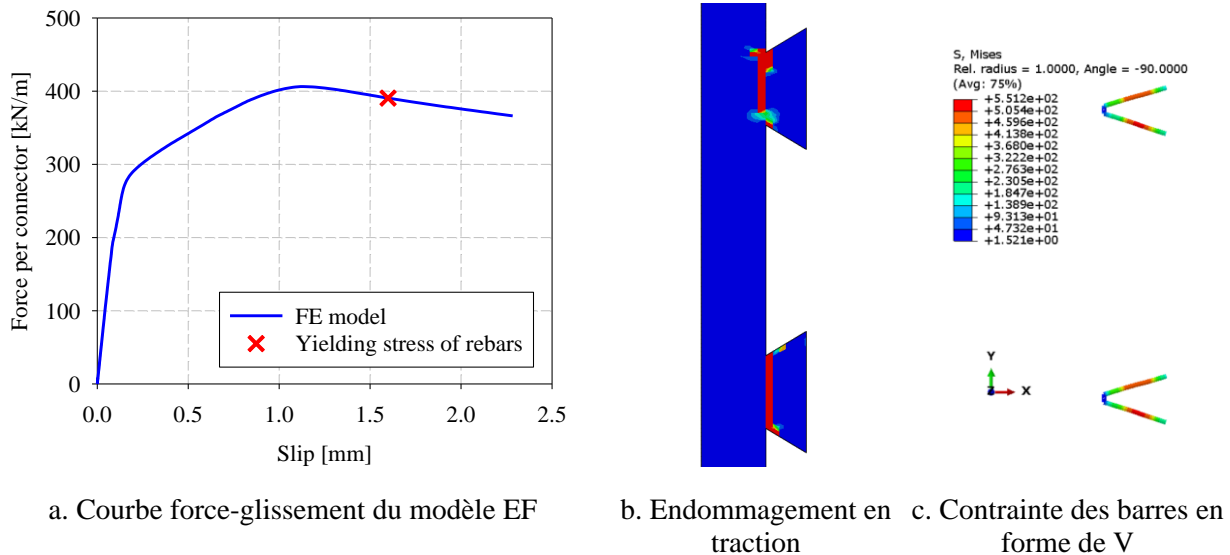 500
400
300
200
100
0
0.0 0.5 1.0 1.5 2.0 2.5
Force per connector [kN/m]
Slip [mm]
FE model
Yielding stress of rebars
S, Mises
Rel. radius = 1.0000, Angle = -90.0000
(Avg: 75%)
+5.512e+02
+5.054e+02
+4.596e+02
+4.138e+02
+3.680e+02
+3.222e+02
+2.763e+02
+2.305e+02
+1.847e+02
+1.389e+02
+9.313e+01
+4.732e+01
+1.521e+00
Y
Z X
a. Courbe force-glissement du modèle EF
b. Endommagement en
traction
c. Contrainte des barres en
forme de V